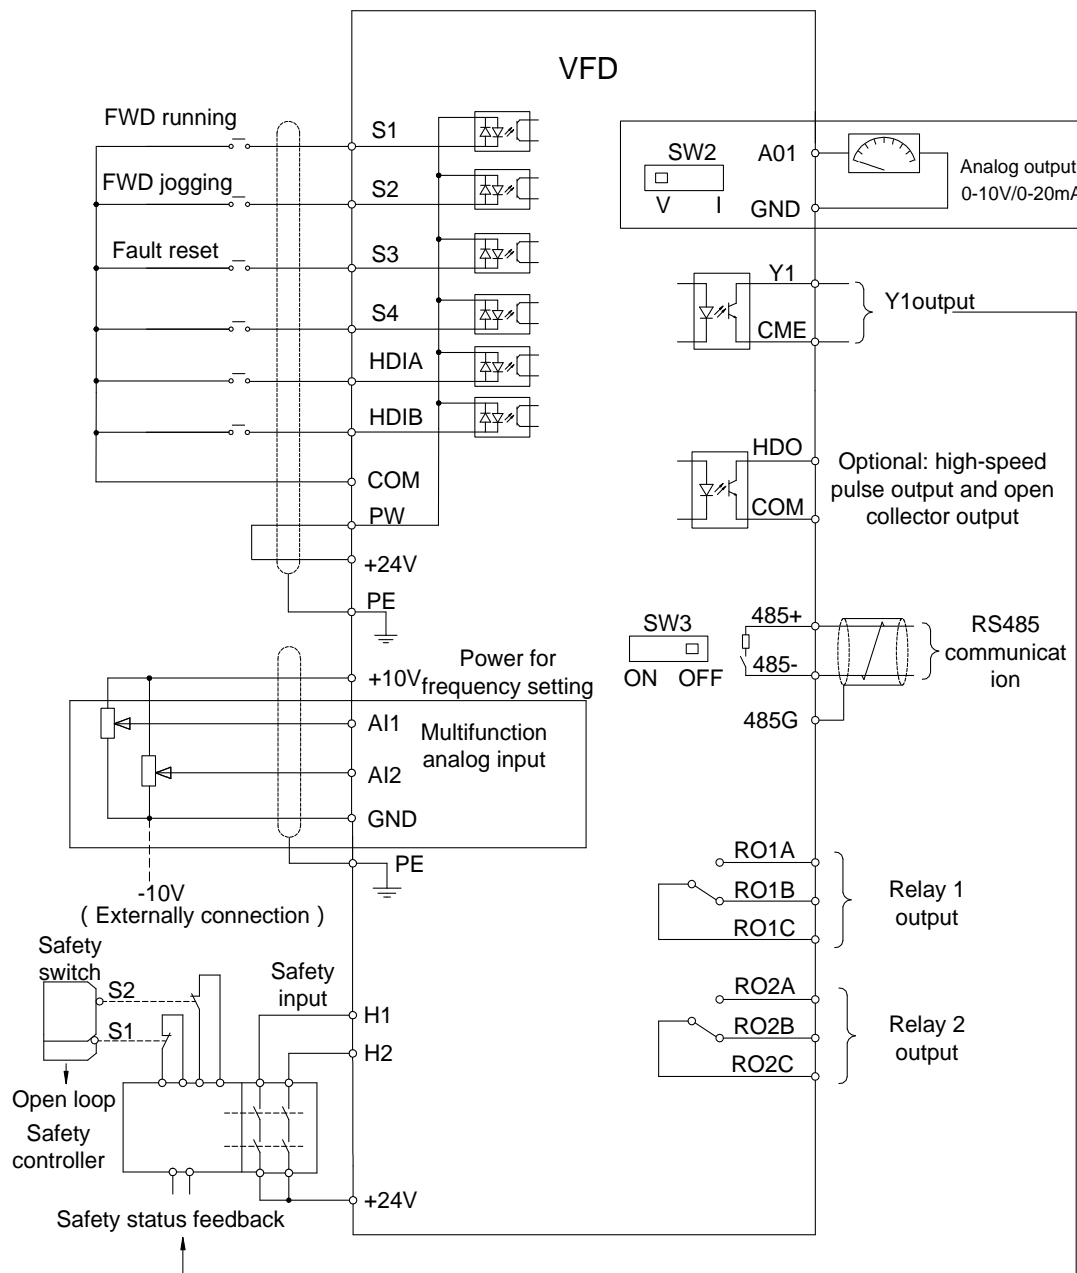 VFD
FWD running
S1
FWD jogging
S2
Fault reset
S3
S4
HDIA
HDIB
COM
PW
+24V
PE
SW2
V I
A01
GND
Analog output
0-10V/0-20mA
Y1
CME
Y1output
HDO
COM
Optional: high-speed
pulse output and open
collector output
SW3
ON OFF
485+
485-
485G
RS485
communicat
ion
+10V
Power for
frequency setting
AI1
Multifunction
analog input
AI2
GND
PE
-10V
( Externally connection )
RO1A
RO1B
RO1C
Relay 1
output
RO2A
RO2B
RO2C
Relay 2
output
Safety
switch
S2
S1
Safety
input
H1
H2
Open loop
Safety
controller
+24V
Safety status feedback